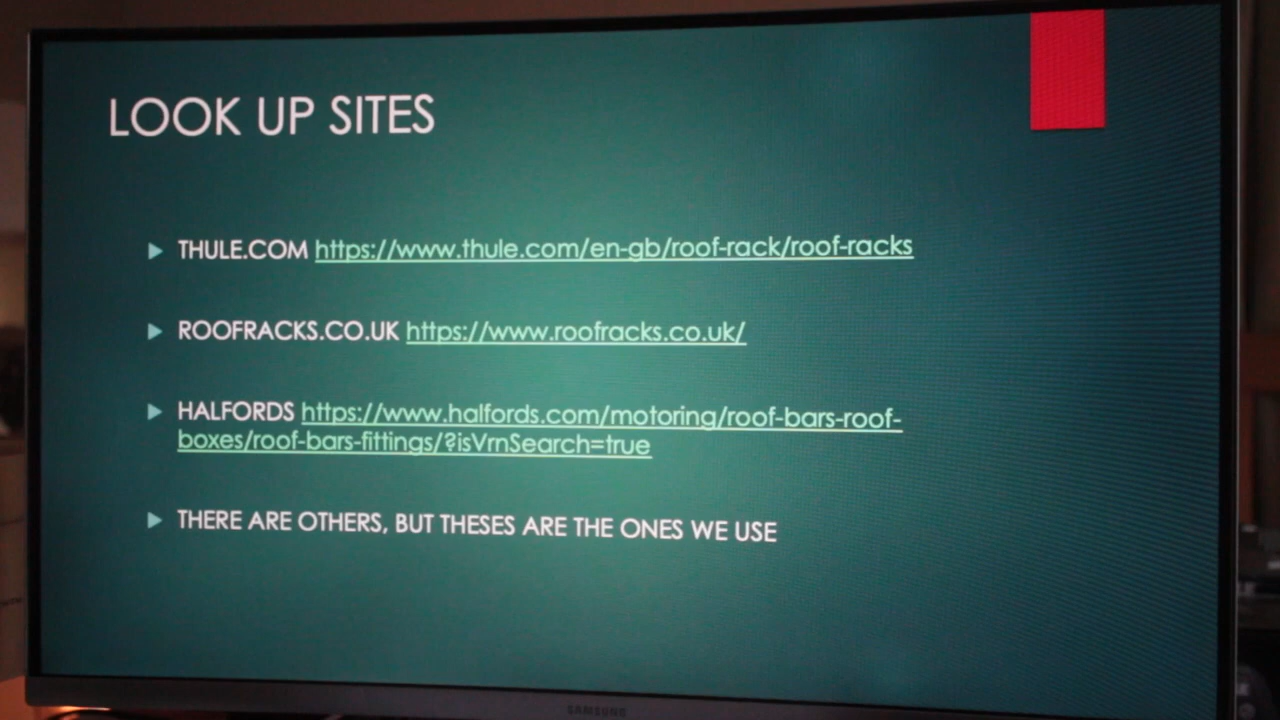 LOOK UP SITES
THULE.COM https://www.thule.com/en-gb/roof-rack/roof-racks
ROOFRACKS.CO.UK https://www.roofracks.co.uk/
HALFORDS https://www.halfords.com/motoring/roof-bars-roof-
boxes/roof-bars-fittings/?isVrnSearch=true
THERE ARE OTHERS, BUT THESES ARE THE ONES WE USE
SAMSUNG